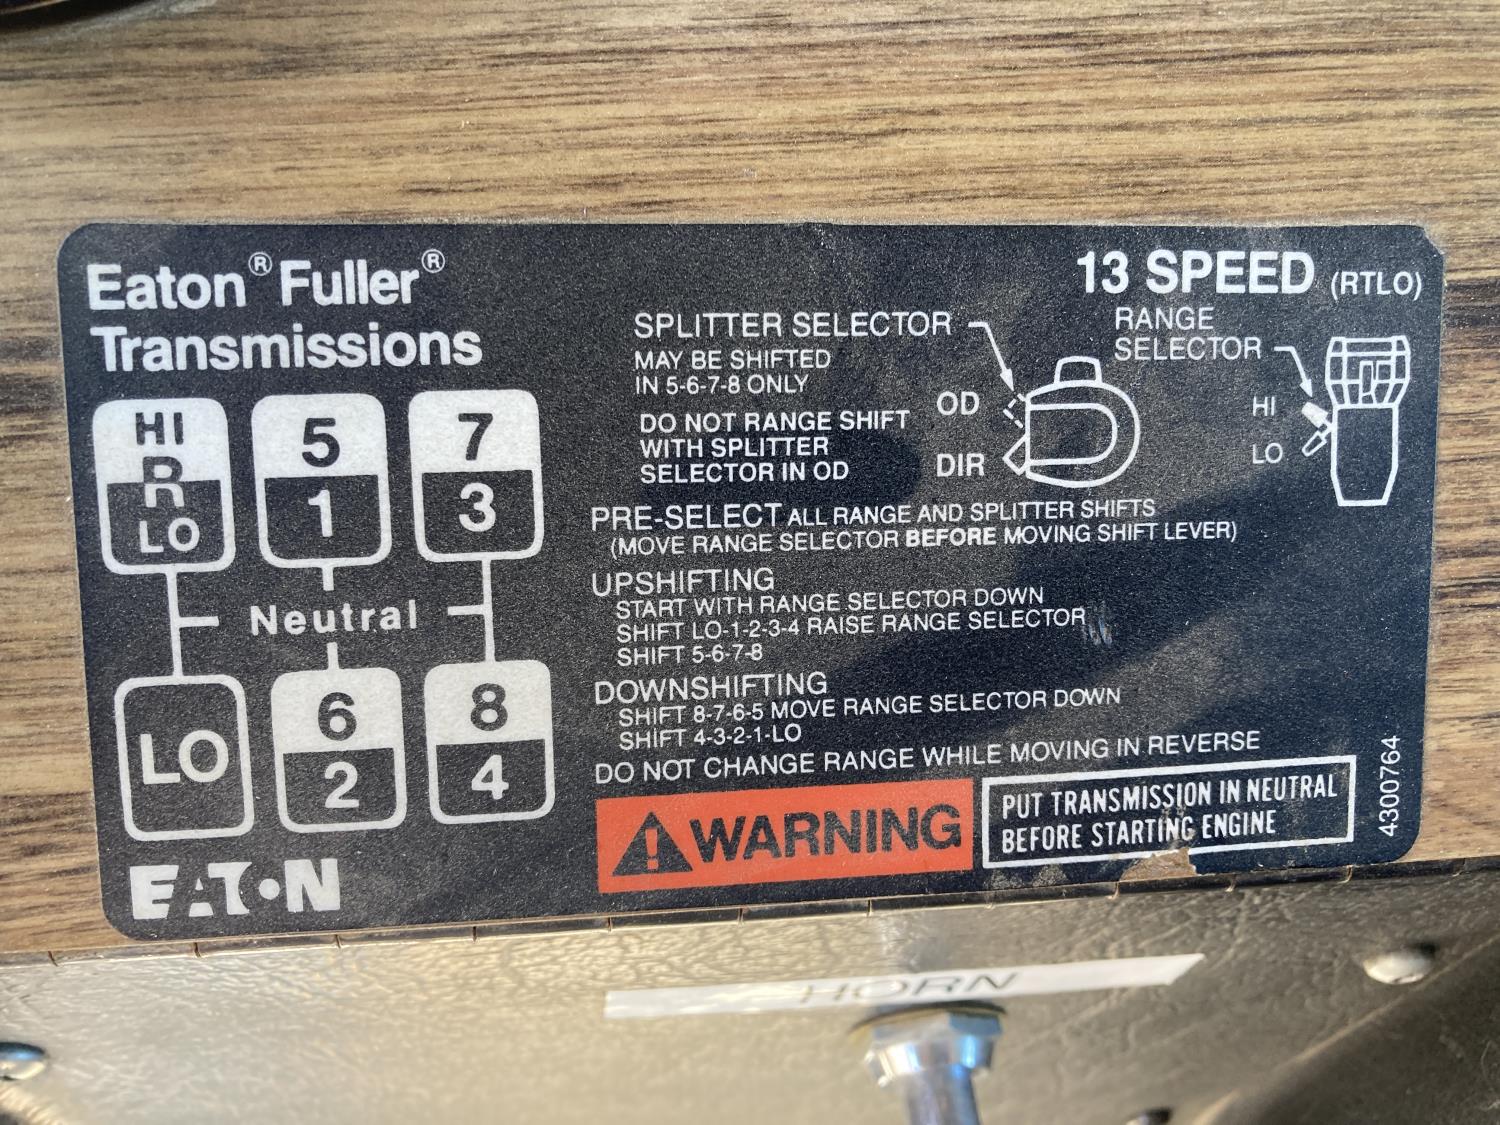 Eaton® Fuller®
Transmissions
13 SPEED (RTLO)
HI
R
LO
5
1
7
3
Neutral
LO
6
2
8
4
EATON
SPLITTER SELECTOR
MAY BE SHIFTED
IN 5-6-7-8 ONLY
DO NOT RANGE SHIFT
WITH SPLITTER
SELECTOR IN OD
OD
DIR
RANGE
SELECTOR
HI
LO
PRE-SELECT ALL RANGE AND SPLITTER SHIFTS
(MOVE RANGE SELECTOR BEFORE MOVING SHIFT LEVER)
UPSHIFTING
START WITH RANGE SELECTOR DOWN
SHIFT LO-1-2-3-4 RAISE RANGE SELECTOR
SHIFT 5-6-7-8
DOWNSHIFTING
SHIFT 8-7-6-5 MOVE RANGE SELECTOR DOWN
SHIFT 4-3-2-1-LO
DO NOT CHANGE RANGE WHILE MOVING IN REVERSE
WARNING
PUT TRANSMISSION IN NEUTRAL
BEFORE STARTING ENGINE
4300764
HORN